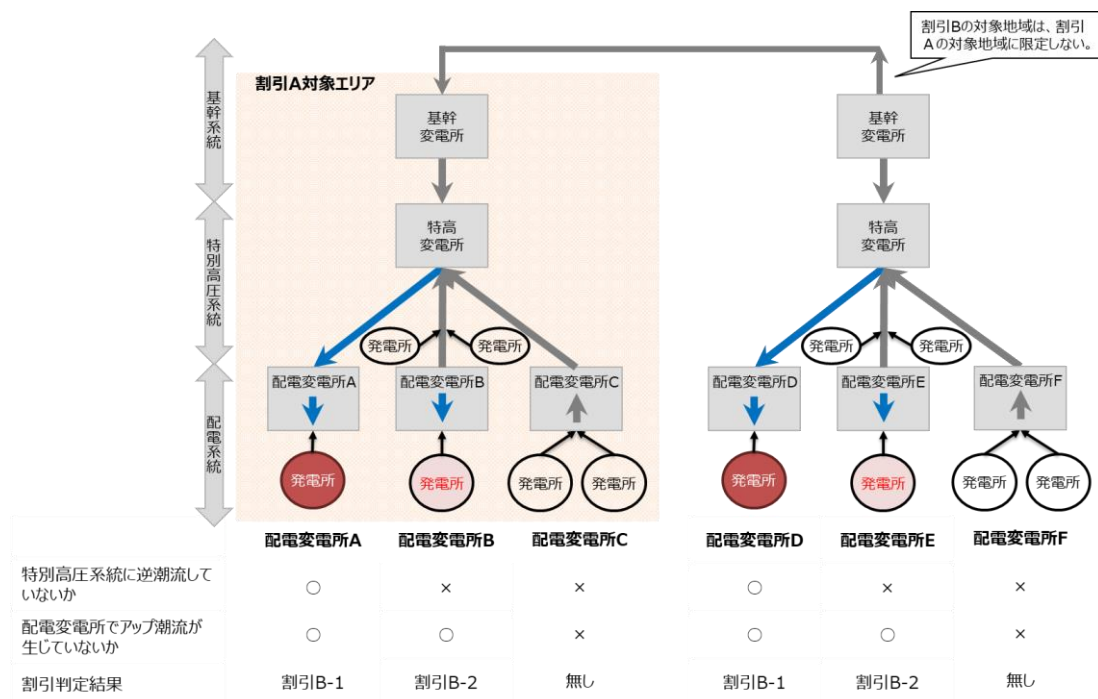 割引Bの対象地域は、割引
Aの対象地域に限定しない。
割引A対象エリア
基幹系統
基幹
変電所
基幹
変電所
特別高圧系統
特高
変電所
特高
変電所
発電所
発電所
発電所
発電所
配電系統
配電変電所A
配電変電所B
配電変電所C
配電変電所D
配電変電所E
配電変電所F
発電所
発電所
発電所
発電所
発電所
発電所
発電所
発電所
配電変電所A
配電変電所B
配電変電所C
配電変電所D
配電変電所E
配電変電所F
特別高圧系統に逆潮流して
いないか
○
×
×
○
×
×
配電変電所でアップ潮流が
生じていないか
○
○
×
○
○
×
割引判定結果
割引B-1
割引B-2
無し
割引B-1
割引B-2
無し